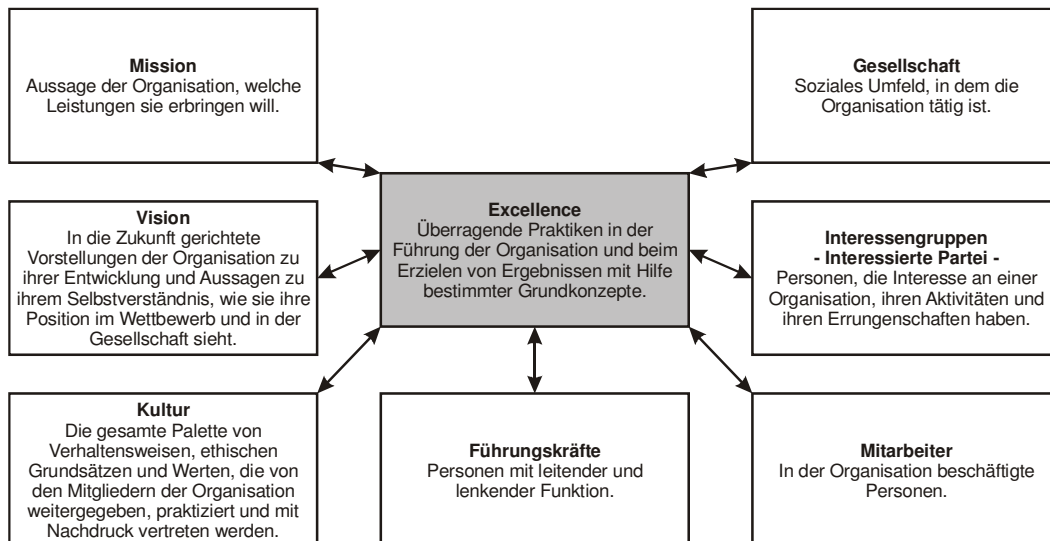 Mission
Aussage der Organisation, welche
Leistungen sie erbringen will.
Gesellschaft
Soziales Umfeld, in dem die
Organisation tätig ist.
Vision
In die Zukunft gerichtete
Vorstellungen der Organisation zu
ihrer Entwicklung und Aussagen zu
ihrem Selbstverständnis, wie sie ihre
Position im Wettbewerb und in der
Gesellschaft sieht.
Excellence
Überragende Praktiken in der
Führung der Organisation und beim
Erzielen von Ergebnissen mit Hilfe
bestimmter Grundkonzepte.
Interessengruppen
- Interessierte Partei -
Personen, die Interesse an einer
Organisation, ihren Aktivitäten und
ihren Errungenschaften haben.
Kultur
Die gesamte Palette von
Verhaltensweisen, ethischen
Grundsätzen und Werten, die von
den Mitgliedern der Organisation
weitergegeben, praktiziert und mit
Nachdruck vertreten werden.
Führungskräfte
Personen mit leitender und
lenkender Funktion.
Mitarbeiter
In der Organisation beschäftigte
Personen.